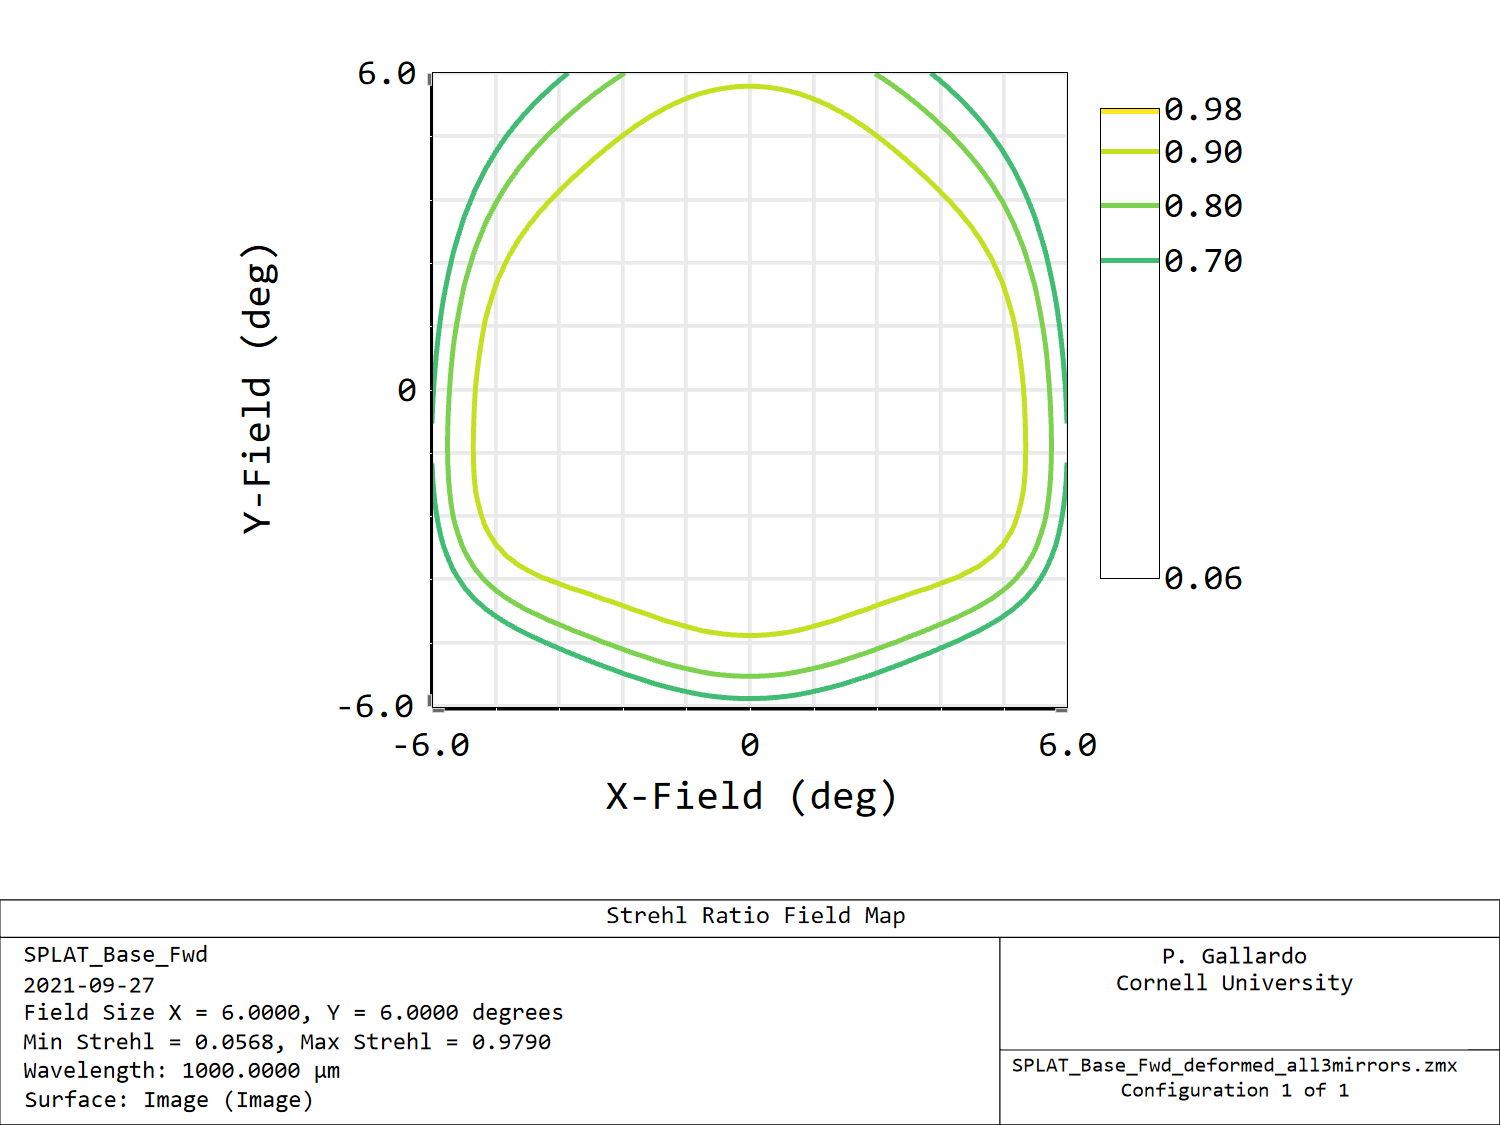 6.0
0
-6.0
Y-Field (deg)
-6.0
0
6.0
X-Field (deg)
0.98
0.90
0.80
0.70
0.06
Strehl Ratio Field Map
SPLAT_Base_Fwd
2021-09-27
Field Size X = 6.0000, Y = 6.0000 degrees
Min Strehl = 0.0568, Max Strehl = 0.9790
Wavelength: 1000.0000 µm
Surface: Image (Image)
P. Gallardo
Cornell University
SPLAT_Base_Fwd_deformed_all3mirrors.zmx
Configuration 1 of 1